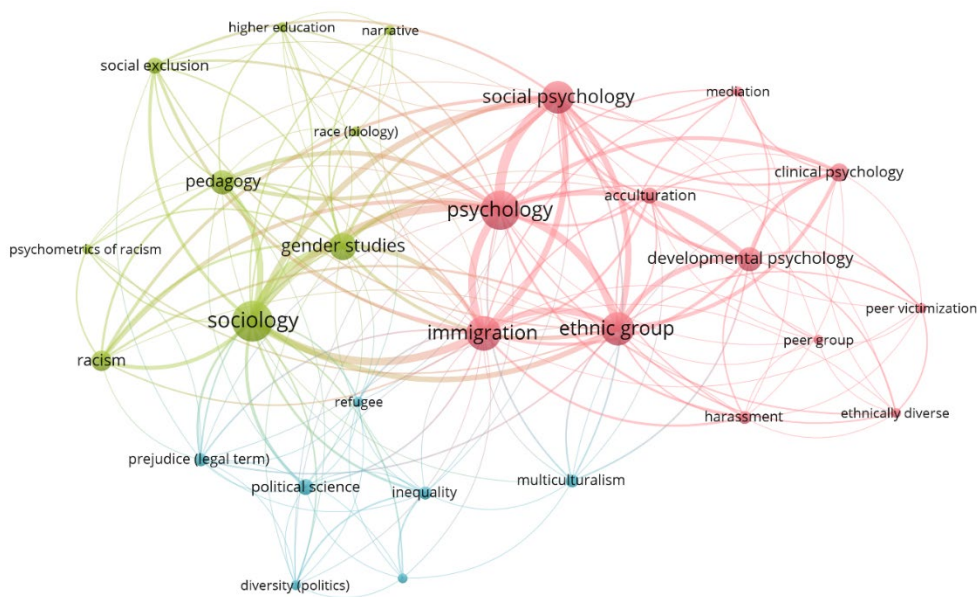 higher education
narrative
social exclusion
social psychology
mediation
race (biology)
clinical psychology
pedagogy
acculturation
psychology
gender studies
psychometrics of racism
developmental psychology
sociology
immigration
ethnic group
peer victimization
peer group
racism
refugee
harassment
ethnically diverse
prejudice (legal term)
political science
inequality
multiculturalism
diversity (politics)